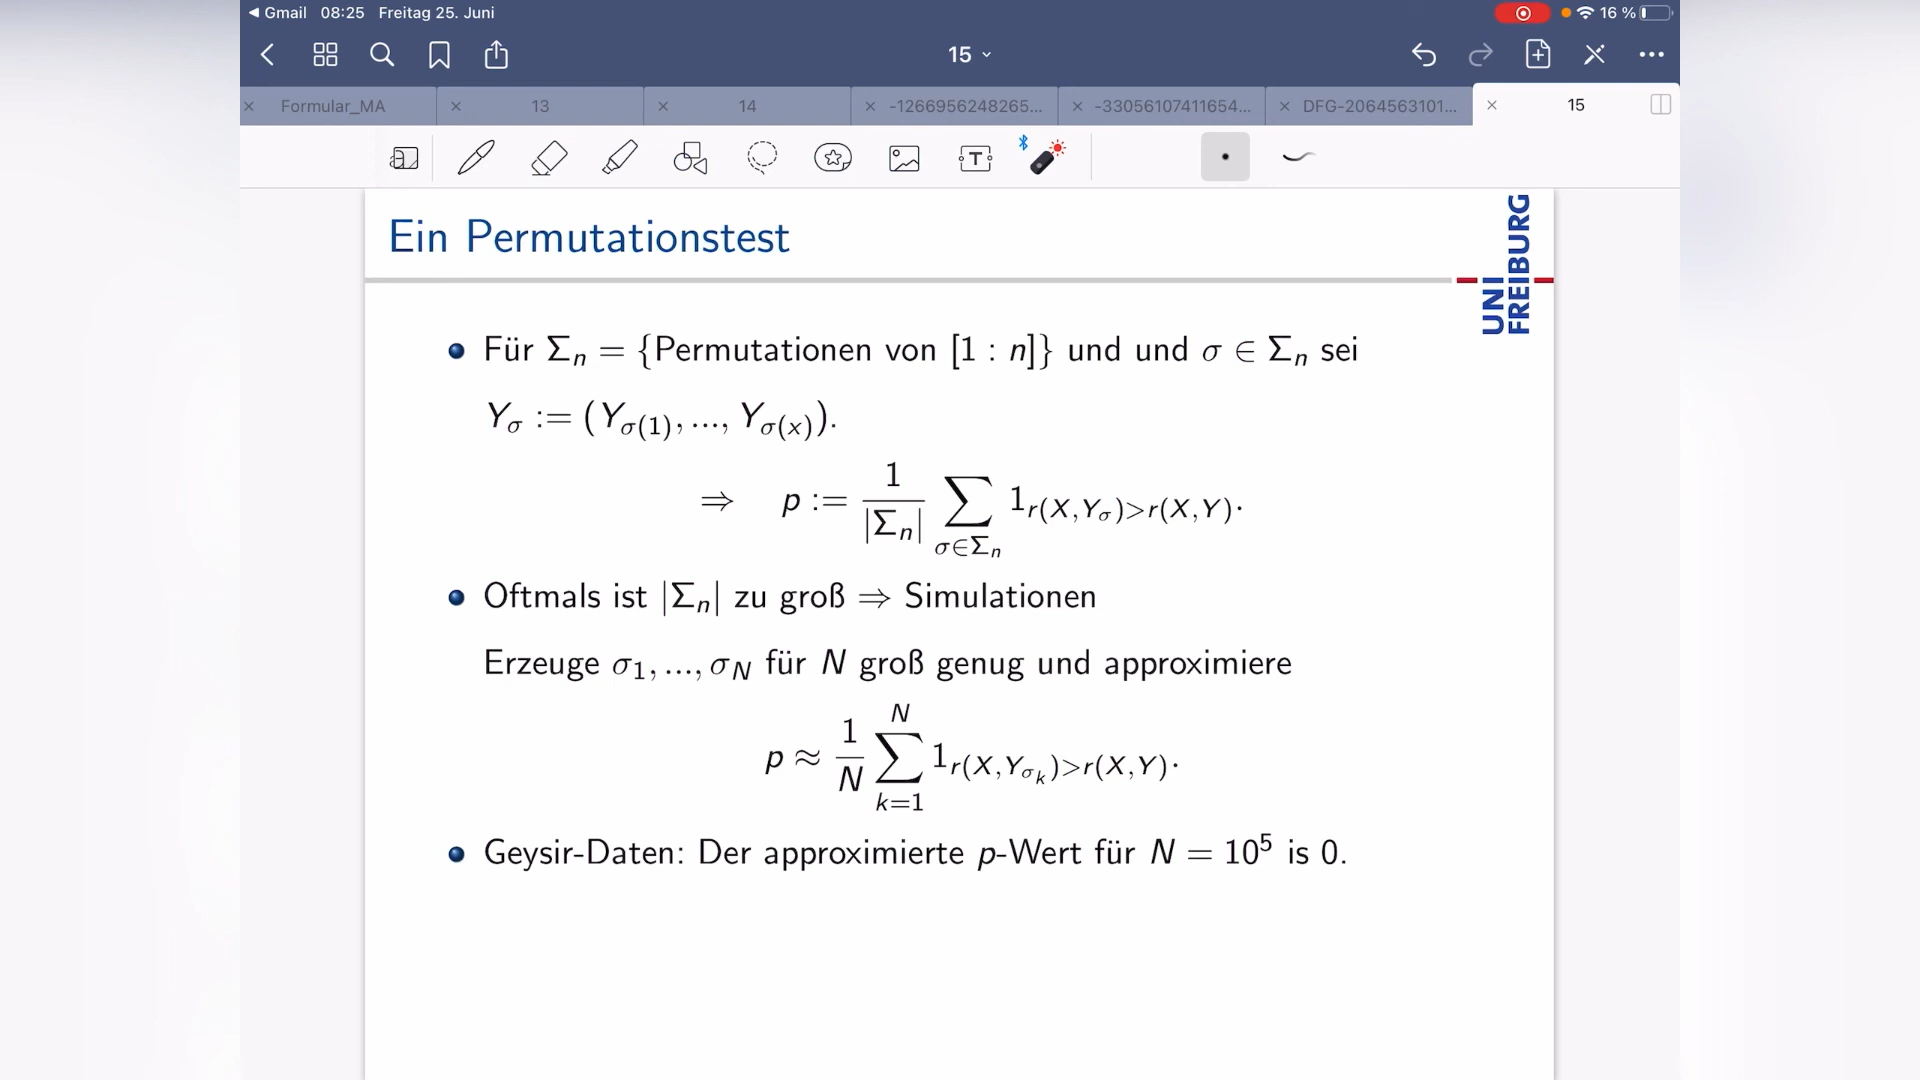 ◀ Gmail 08:25 Freitag 25. Juni 16 %
15
Formular_MA 13 14 -1266956248265... -33056107411654... DFG-2064563101... 15
Ein Permutationstest
UNI
FREIBURG
• Für Σ_n = {Permutationen von [1 : n]} und und σ ∈ Σ_n sei
Y_σ := (Y_σ(1), ..., Y_σ(x)).
⇒ p := 1/|Σ_n| ∑_{σ∈Σ_n} 1_{r(X,Y_σ)>r(X,Y)}.
• Oftmals ist |Σ_n| zu groß ⇒ Simulationen
Erzeuge σ_1, ..., σ_N für N groß genug und approximiere
p ≈ 1/N ∑_{k=1}^{N} 1_{r(X,Y_{σ_k})>r(X,Y)}.
• Geysir-Daten: Der approximierte p-Wert für N = 10^5 is 0.